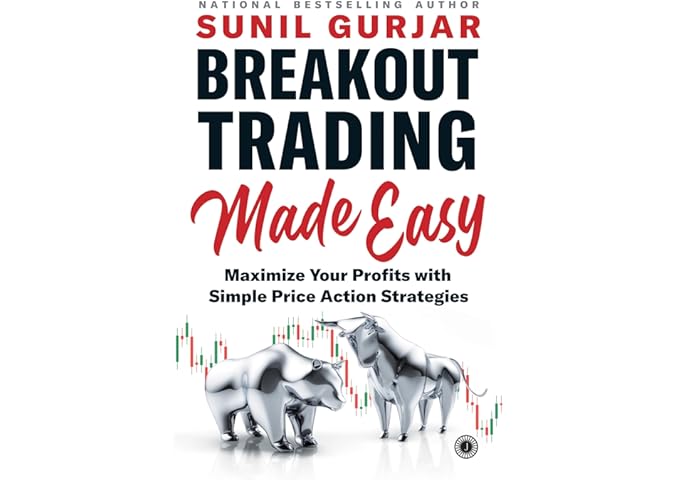 NATIONAL BESTSELLING AUTHOR
SUNIL GURJAR
BREAKOUT
TRADING
Made Easy
Maximize Your Profits with
Simple Price Action Strategies
J